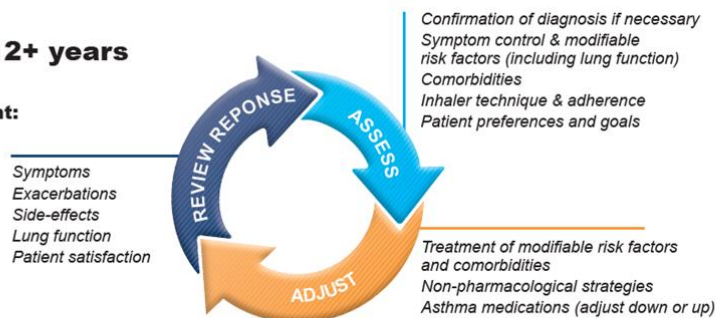 2+ years
nt:
Symptoms
Exacerbations
Side-effects
Lung function
Patient satisfaction
REVIEW REPONSE
ASSESS
ADJUST
Confirmation of diagnosis if necessary
Symptom control & modifiable
risk factors (including lung function)
Comorbidities
Inhaler technique & adherence
Patient preferences and goals
Treatment of modifiable risk factors
and comorbidities
Non-pharmacological strategies
Asthma medications (adjust down or up)